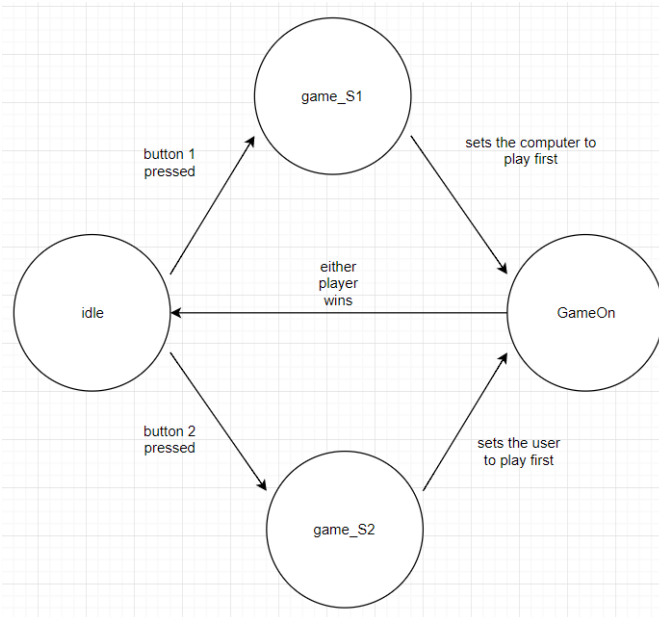 game_S1
button 1
pressed
sets the computer to
play first
either
player
wins
idle
GameOn
button 2
pressed
sets the user
to play first
game_S2